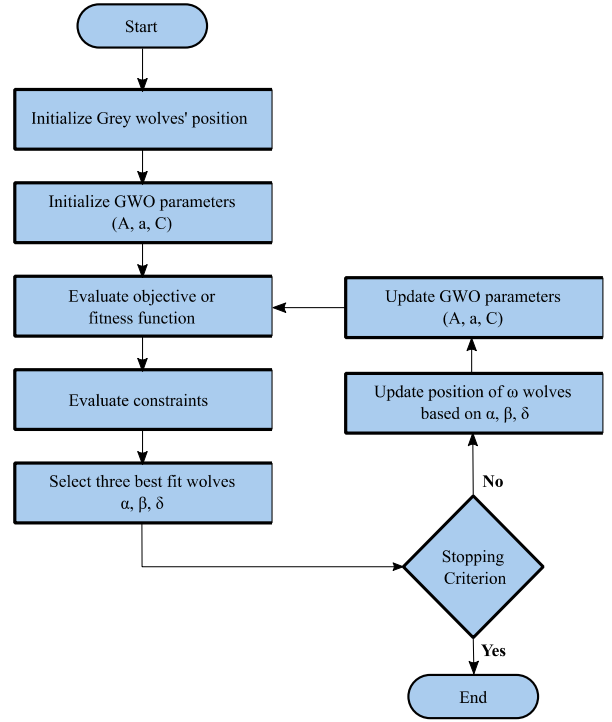 Start
Initialize Grey wolves' position
Initialize GWO parameters
(A, a, C)
Evaluate objective or
fitness function
Evaluate constraints
Select three best fit wolves
α, β, δ
Stopping
Criterion
No
Update position of ω wolves
based on α, β, δ
Update GWO parameters
(A, a, C)
Yes
End